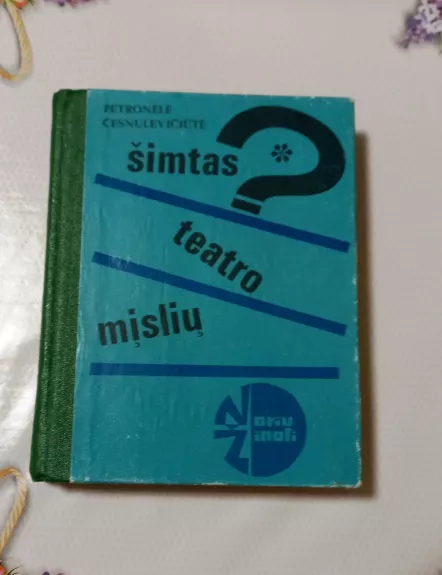 PETRONĖLĖ
ČESNULEVIČIŪTĖ
šimtas
teatro
mįslių
Noriu
Žinoti